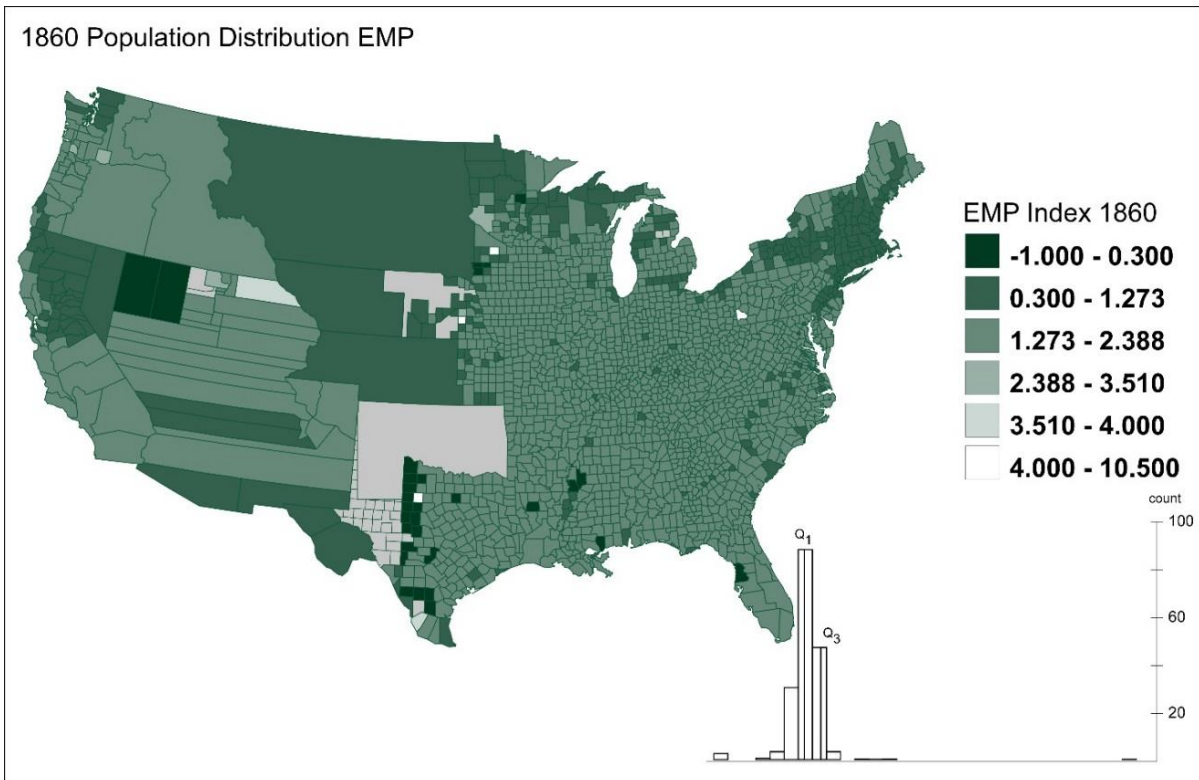 1860 Population Distribution EMP
EMP Index 1860
-1.000 - 0.300
0.300 - 1.273
1.273 - 2.388
2.388 - 3.510
3.510 - 4.000
4.000 - 10.500
count
100
Q1
60
Q3
20